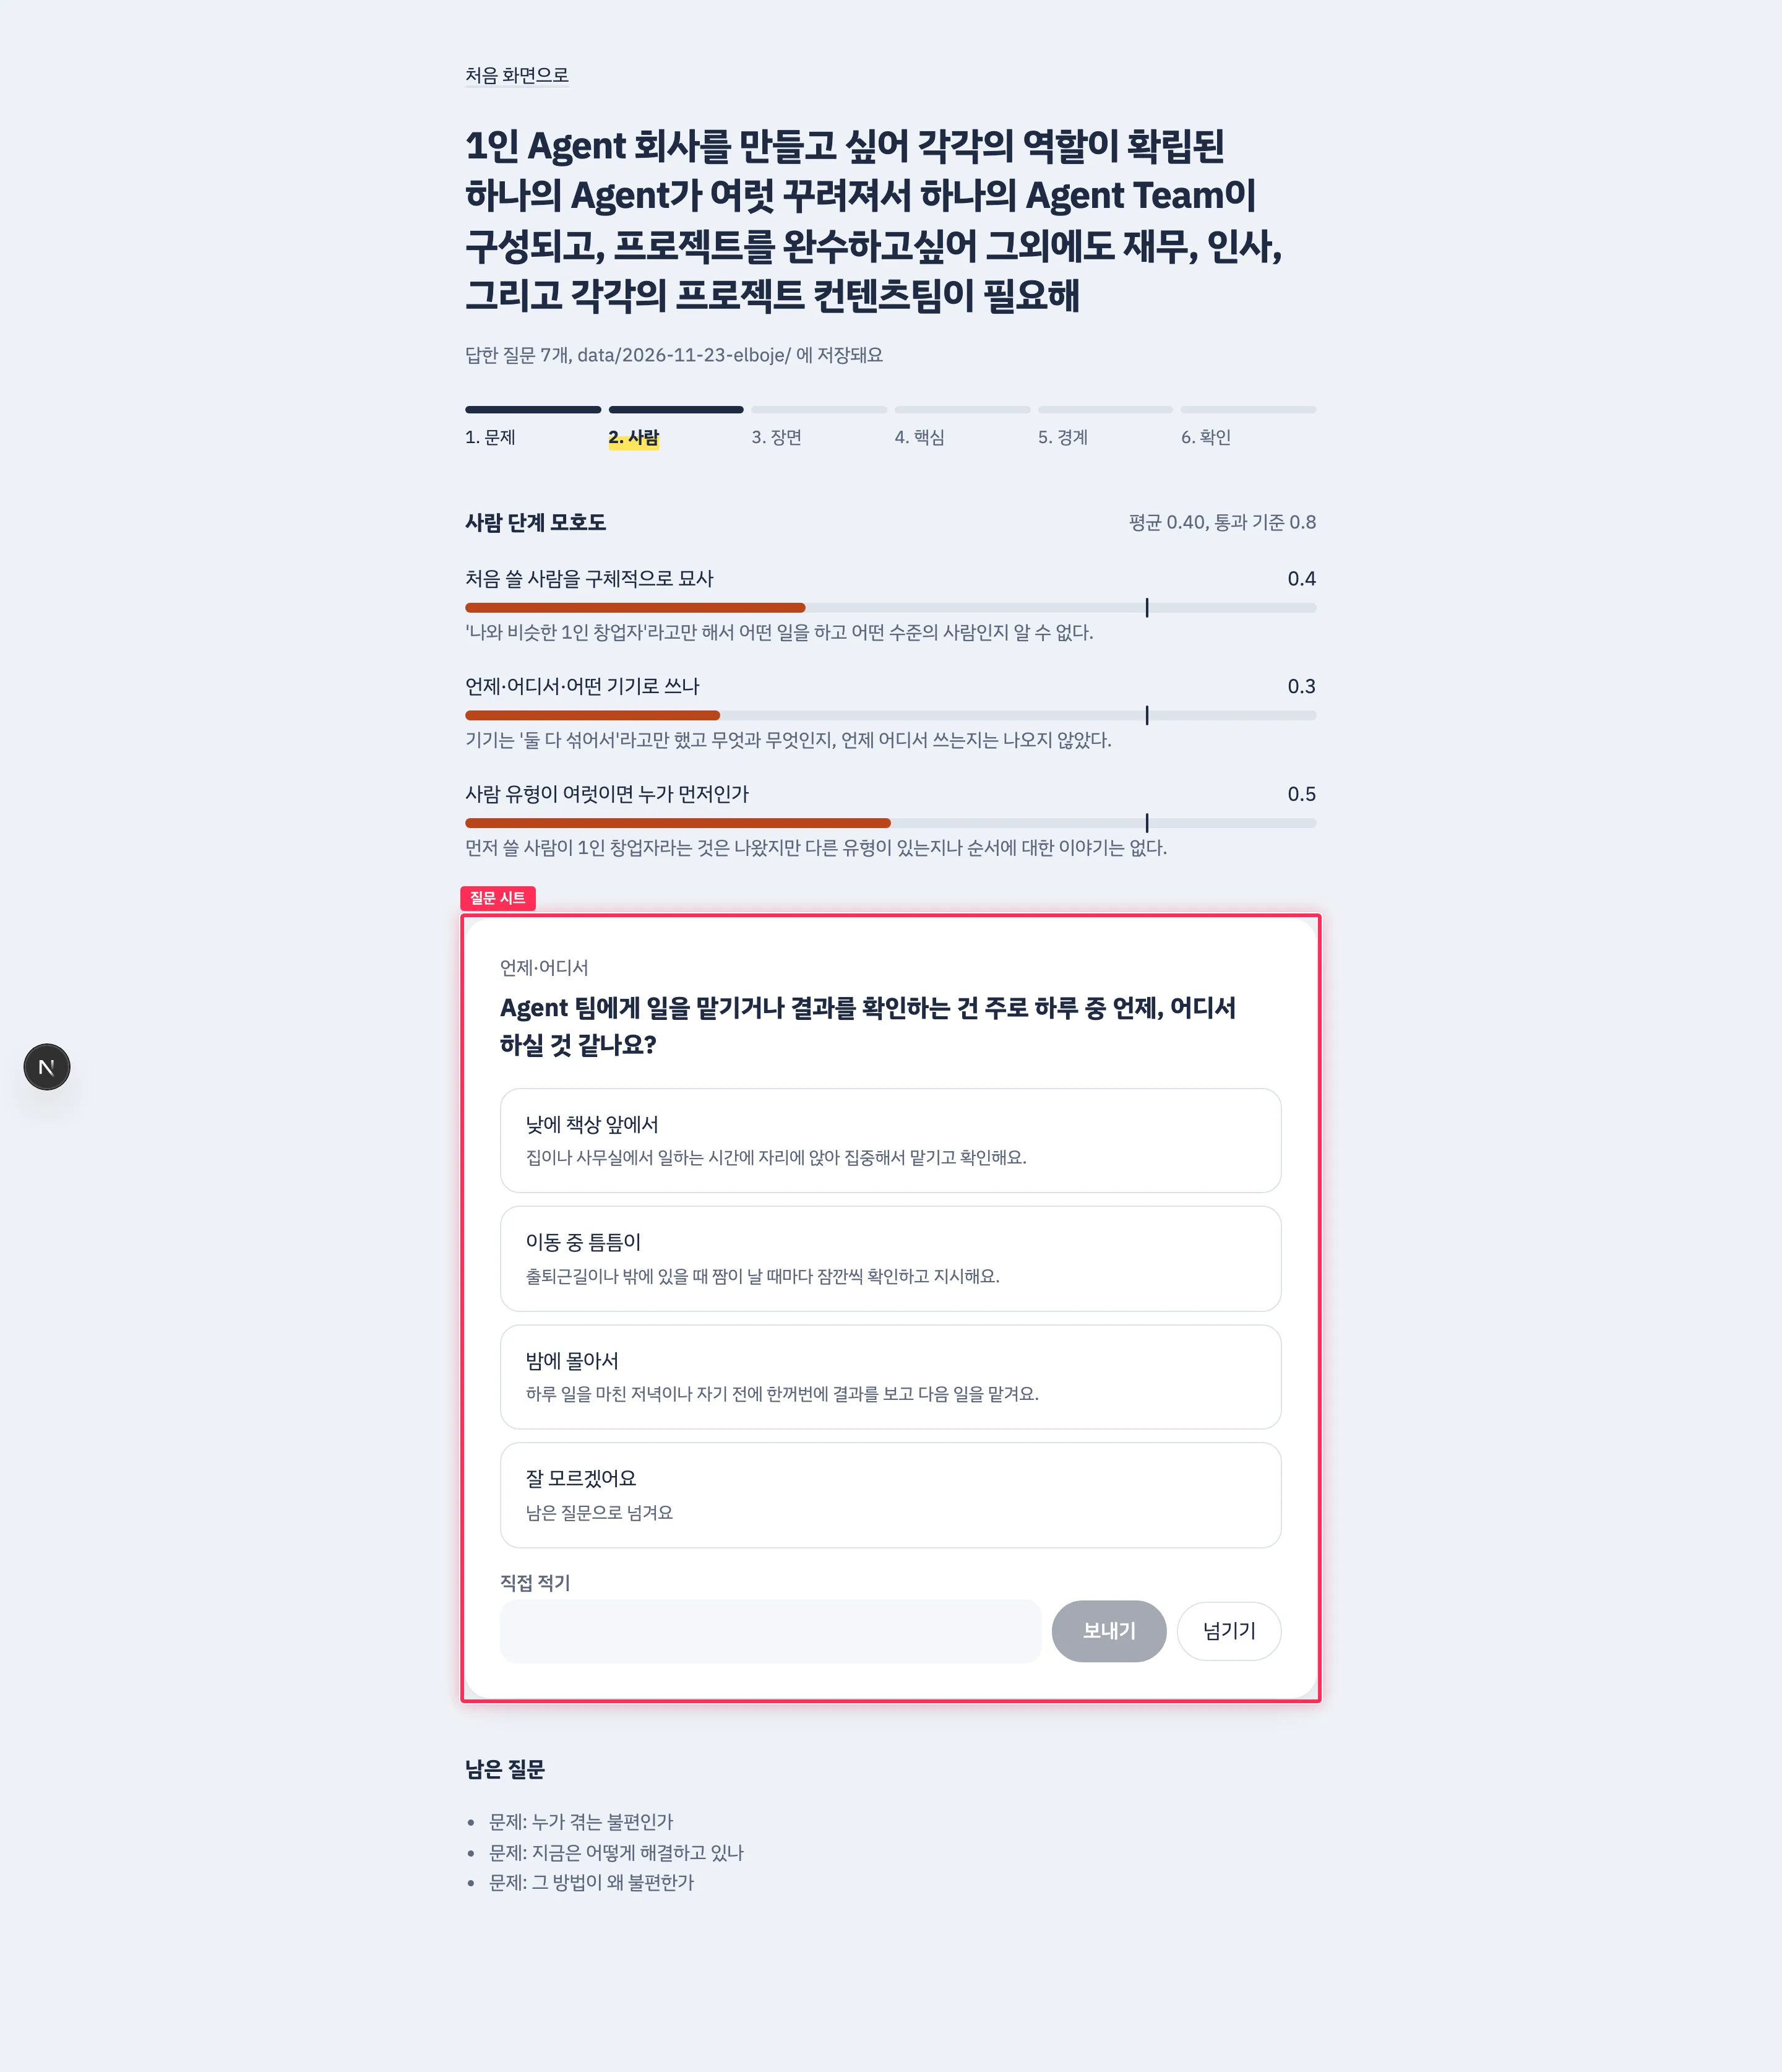 처음 화면으로
1인 Agent 회사를 만들고 싶어 각각의 역할이 확립된
하나의 Agent가 여럿 꾸려져서 하나의 Agent Team이
구성되고, 프로젝트를 완수하고싶어 그외에도 재무, 인사,
그리고 각각의 프로젝트 컨텐츠팀이 필요해
답한 질문 7개, data/2026-11-23-elboje/ 에 저장돼요
1. 문제
2. 사람
3. 장면
4. 핵심
5. 경계
6. 확인
사람 단계 모호도
평균 0.40, 통과 기준 0.8
처음 쓸 사람을 구체적으로 묘사
0.4
'나와 비슷한 1인 창업자'라고만 해서 어떤 일을 하고 어떤 수준의 사람인지 알 수 없다.
언제·어디서·어떤 기기로 쓰나
0.3
기기는 '둘 다 섞어서'라고만 했고 무엇과 무엇인지, 언제 어디서 쓰는지는 나오지 않았다.
사람 유형이 여럿이면 누가 먼저인가
0.5
먼저 쓸 사람이 1인 창업자라는 것은 나왔지만 다른 유형이 있는지나 순서에 대한 이야기는 없다.
질문 시트
언제·어디서
Agent 팀에게 일을 맡기거나 결과를 확인하는 건 주로 하루 중 언제, 어디서
하실 것 같나요?
낮에 책상 앞에서
집이나 사무실에서 일하는 시간에 자리에 앉아 집중해서 맡기고 확인해요.
이동 중 틈틈이
출퇴근길이나 밖에 있을 때 짬이 날 때마다 잠깐씩 확인하고 지시해요.
밤에 몰아서
하루 일을 마친 저녁이나 자기 전에 한꺼번에 결과를 보고 다음 일을 맡겨요.
잘 모르겠어요
남은 질문으로 넘겨요
직접 적기
보내기
넘기기
N
남은 질문
문제: 누가 겪는 불편인가
문제: 지금은 어떻게 해결하고 있나
문제: 그 방법이 왜 불편한가